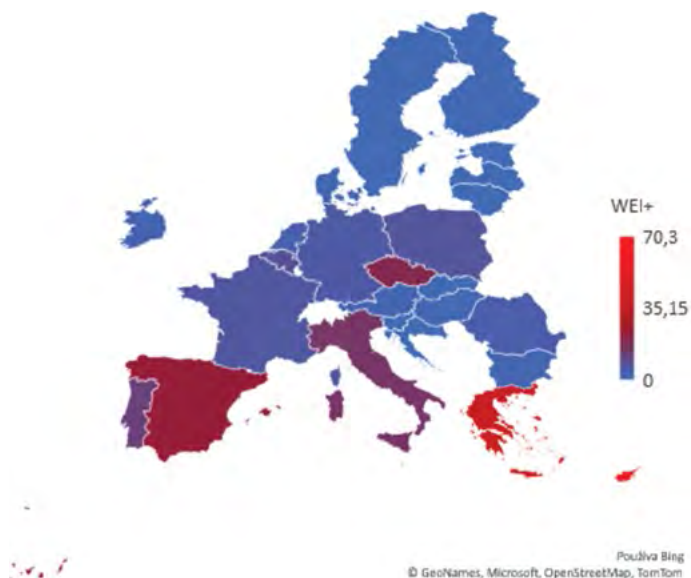 WEI+
70,3
35,15
0
Používa Bing
© GeoNames, Microsoft, OpenStreetMap, TomTom